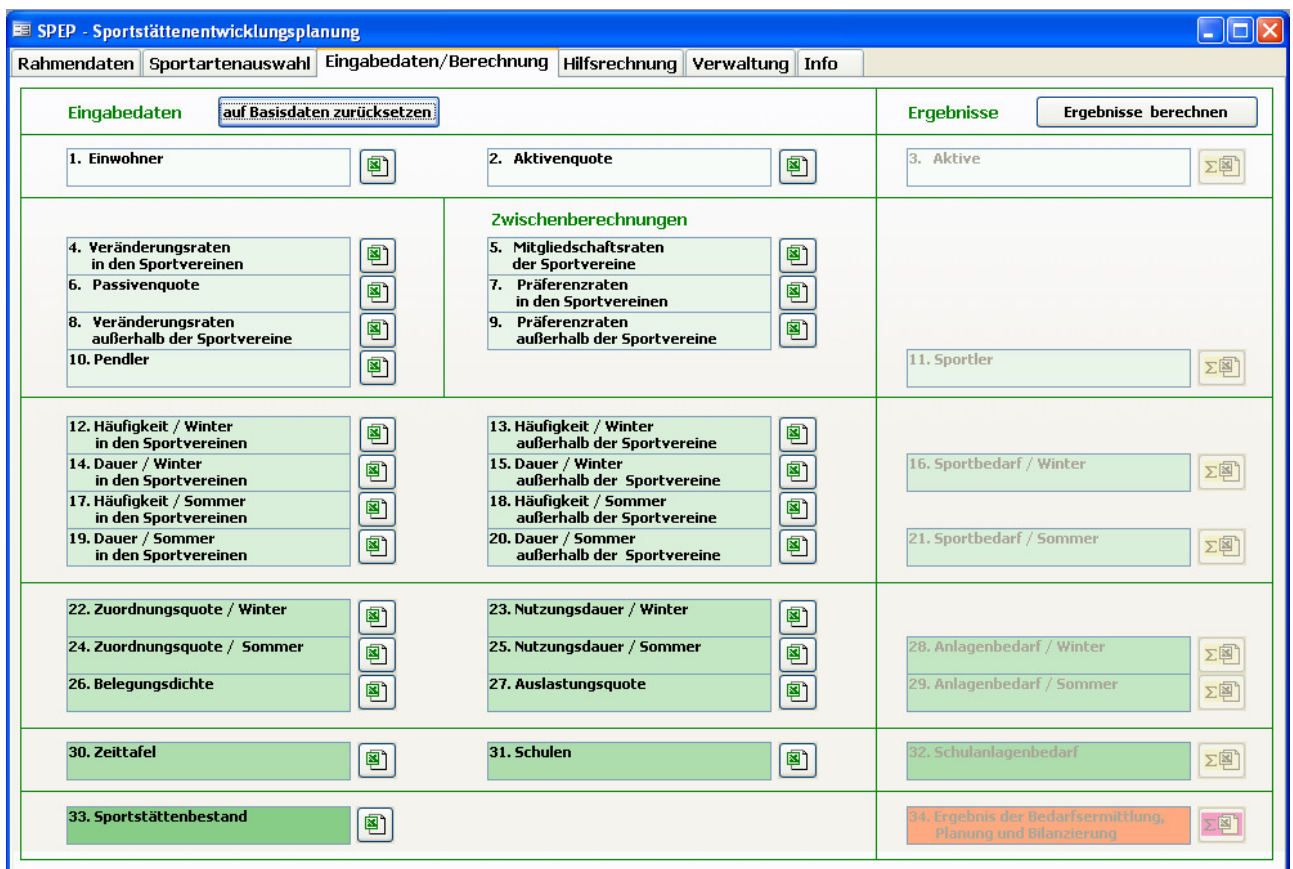 SPEP - Sportstättenentwicklungsplanung
Rahmendaten Sportartenauswahl Eingabedaten/Berechnung Hilfsrechnung Verwaltung Info
Eingabedaten auf Basisdaten zurücksetzen Ergebnisse Ergebnisse berechnen
1. Einwohner
2. Aktivenquote
3. Aktive
Zwischenberechnungen
4. Veränderungsraten
in den Sportvereinen
5. Mitgliedschaftsraten
der Sportvereine
6. Passivenquote
7. Präferenzraten
in den Sportvereinen
8. Veränderungsraten
außerhalb der Sportvereine
9. Präferenzraten
außerhalb der Sportvereine
10. Pendler
11. Sportler
12. Häufigkeit / Winter
in den Sportvereinen
13. Häufigkeit / Winter
außerhalb der Sportvereine
14. Dauer / Winter
in den Sportvereinen
15. Dauer / Winter
außerhalb der Sportvereine
16. Sportbedarf / Winter
17. Häufigkeit / Sommer
in den Sportvereinen
18. Häufigkeit / Sommer
außerhalb der Sportvereine
19. Dauer / Sommer
in den Sportvereinen
20. Dauer / Sommer
außerhalb der Sportvereine
21. Sportbedarf / Sommer
22. Zuordnungsquote / Winter
23. Nutzungsdauer / Winter
24. Zuordnungsquote / Sommer
25. Nutzungsdauer / Sommer
28. Anlagenbedarf / Winter
26. Belegungsdichte
27. Auslastungsquote
29. Anlagenbedarf / Sommer
30. Zeittafel
31. Schulen
32. Schulanlagenbedarf
33. Sportstättenbestand
34. Ergebnis der Bedarfsermittlung,
Planung und Bilanzierung